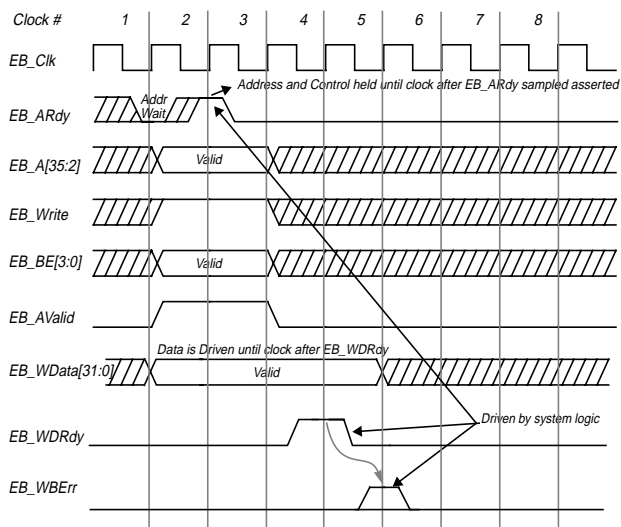 Clock # 1 2 3 4 5 6 7 8
EB_Clk
Address and Control held until clock after EB_ARdy sampled asserted
Addr
Wait
EB_ARdy
EB_A[35:2] Valid
EB_Write
EB_BE[3:0] Valid
EB_AValid
Data is Driven until clock after EB_WDRdy
EB_WData[31:0] Valid
Driven by system logic
EB_WDRdy
EB_WBErr